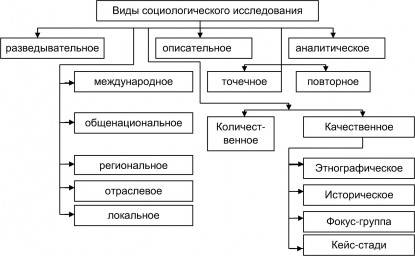 Виды социологического исследования
разведывательное
описательное
аналитическое
международное
точечное
повторное
общенациональное
Количест-
венное
Качественное
региональное
Этнографическое
отраслевое
Историческое
локальное
Фокус-группа
Кейс-стади